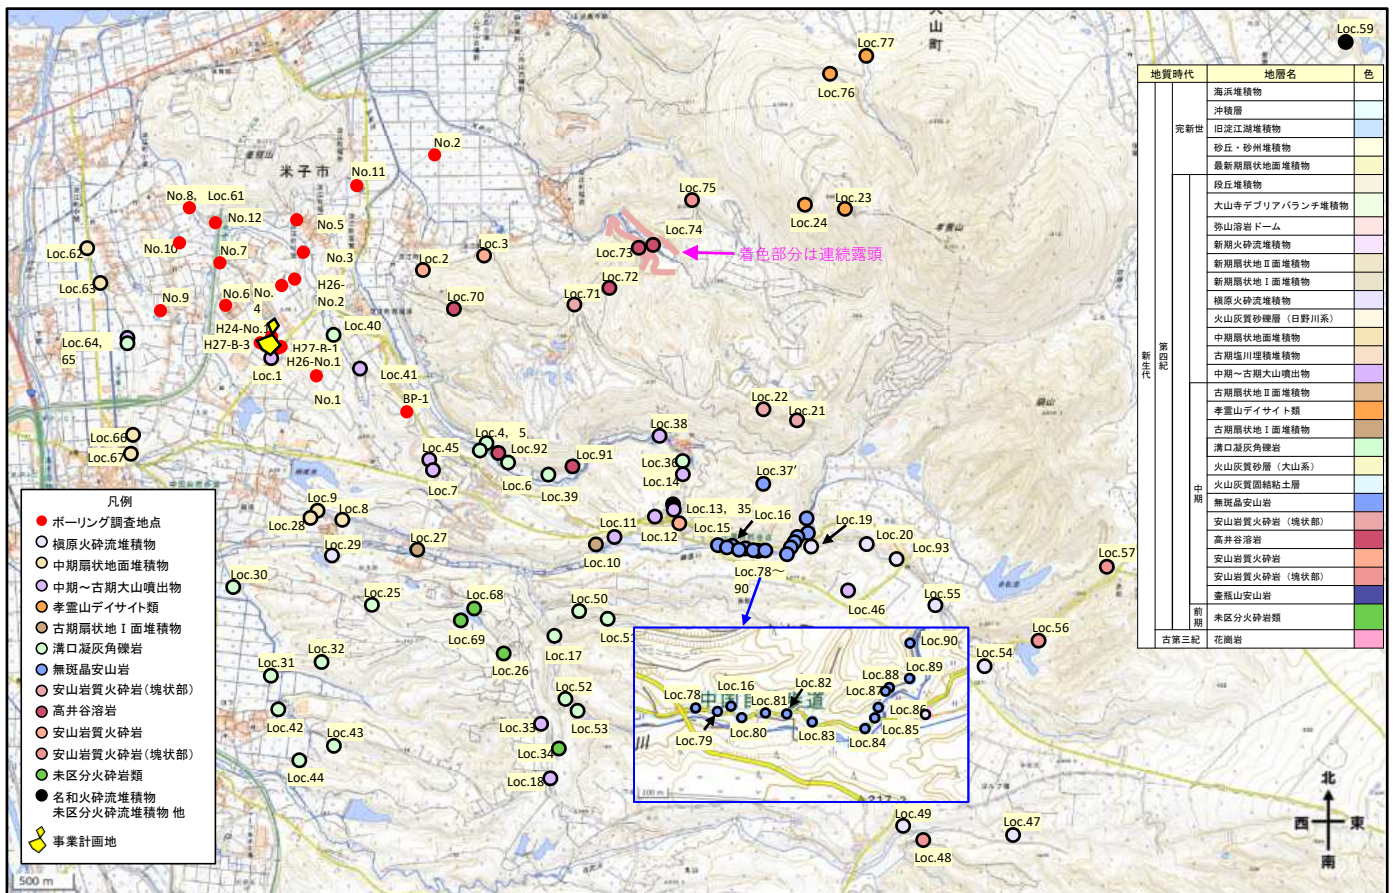 米子市
大山町
孝霊山
Loc.59
Loc.77
Loc.76
No.2
No.11
No.8, Loc.61
No.12
No.5
No.10
No.7
No.3
Loc.62
Loc.63
No.9
No.6
No.4
H26-No.2
H24-No.1
H27-B-3
H27-B-1
H26-No.1
Loc.1
No.1
Loc.64, 65
Loc.40
Loc.41
BP-1
Loc.2
Loc.3
Loc.70
Loc.71
Loc.72
Loc.73
Loc.74
Loc.75
Loc.24
Loc.23
着色部分は連続露頭
Loc.66
Loc.67
Loc.45
Loc.7
Loc.4, 5,
Loc.92
Loc.6
Loc.39
Loc.91
Loc.38
Loc.36
Loc.14
Loc.22
Loc.21
Loc.37’
Loc.13, 35
Loc.15
Loc.16
Loc.12
Loc.11
Loc.10
Loc.19
Loc.20
Loc.93
Loc.78～90
Loc.46
Loc.55
Loc.57
Loc.56
Loc.54
Loc.9
Loc.28
Loc.8
Loc.29
Loc.27
Loc.30
Loc.25
Loc.68
Loc.69
Loc.26
Loc.50
Loc.51
Loc.17
Loc.52
Loc.53
Loc.33
Loc.34
Loc.18
Loc.31
Loc.32
Loc.42
Loc.43
Loc.44
Loc.49
Loc.48
Loc.47
Loc.78
Loc.16
Loc.79
Loc.80
Loc.81
Loc.82
Loc.83
Loc.84
Loc.85
Loc.86
Loc.87
Loc.88
Loc.89
Loc.90
100 m
500 m
北
西 東
南
凡例
ボーリング調査地点
槇原火砕流堆積物
中期扇状地面堆積物
中期～古期大山噴出物
孝霊山デイサイト類
古期扇状地Ⅰ面堆積物
溝口凝灰角礫岩
無斑晶安山岩
安山岩質火砕岩(塊状部)
高井谷溶岩
安山岩質火砕岩
安山岩質火砕岩(塊状部)
未区分火砕岩類
名和火砕流堆積物
未区分火砕流堆積物 他
事業計画地
地質時代 地層名 色
新生代
第四紀
完新世
海浜堆積物
沖積層
旧淀江湖堆積物
砂丘・砂州堆積物
最新期扇状地面堆積物
段丘堆積物
大山寺デブリアバランチ堆積物
弥山溶岩ドーム
新期火砕流堆積物
新期扇状地Ⅱ面堆積物
新期扇状地Ⅰ面堆積物
槇原火砕流堆積物
火山灰質砂礫層（日野川系）
中期扇状地面堆積物
古期塩川埋積堆積物
中期～古期大山噴出物
中期
古期扇状地Ⅱ面堆積物
孝霊山デイサイト類
古期扇状地Ⅰ面堆積物
溝口凝灰角礫岩
火山灰質砂層（大山系）
火山灰質固結粘土層
無斑晶安山岩
安山岩質火砕岩（塊状部）
高井谷溶岩
安山岩質火砕岩
安山岩質火砕岩（塊状部）
壷瓶山安山岩
前期
未区分火砕岩類
古第三紀 花崗岩